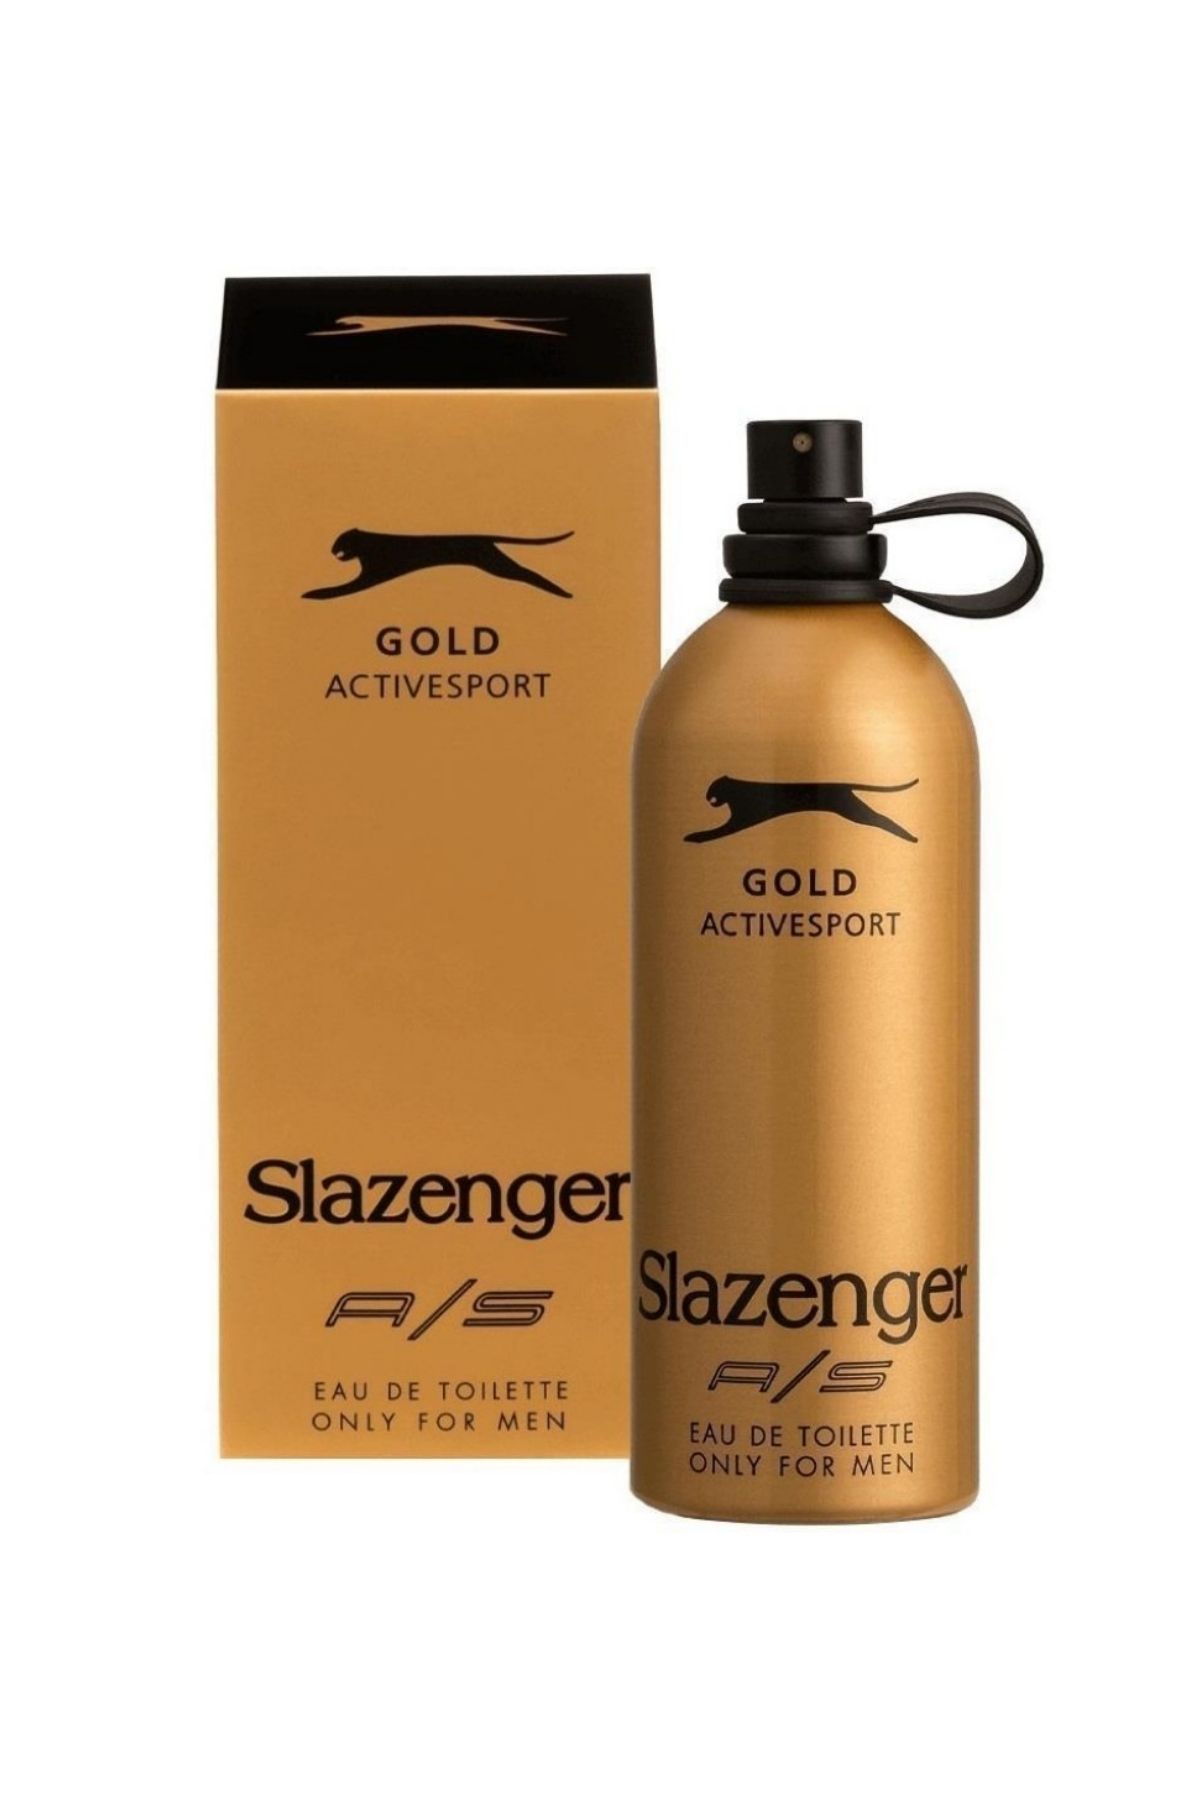 GOLD
ACTIVESPORT
Slazenger
A/S
EAU DE TOILETTE
ONLY FOR MEN
GOLD
ACTIVESPORT
Slazenger
A/S
EAU DE TOILETTE
ONLY FOR MEN